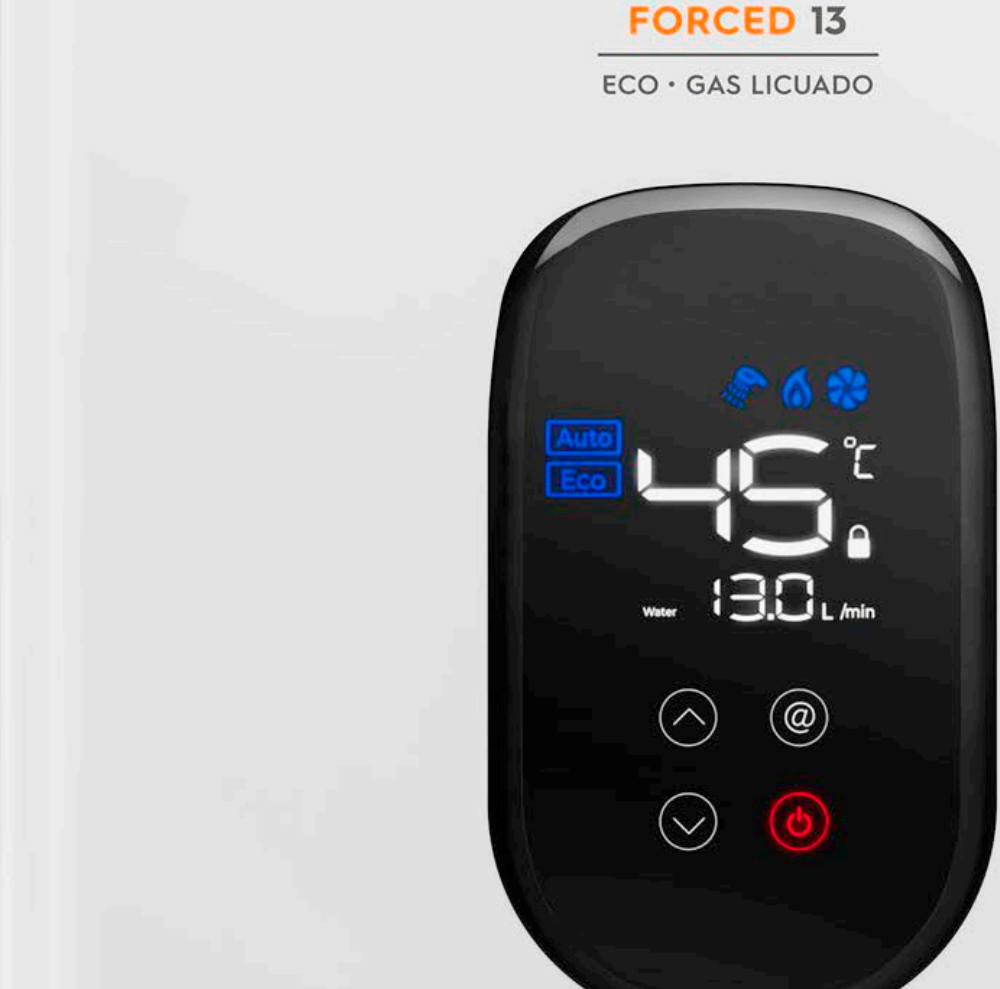 FORCED 13
ECO • GAS LICUADO
Auto
Eco
45 °C
Water 13.0 L /min
@